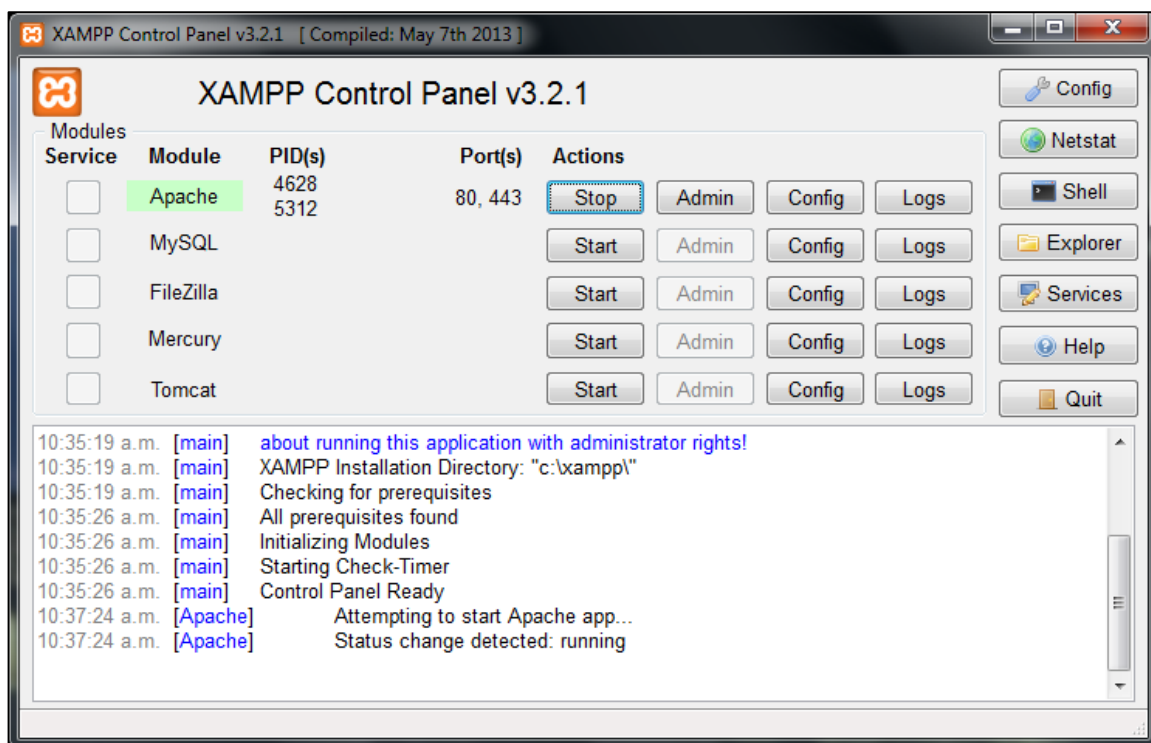 XAMPP Control Panel v3.2.1 [ Compiled: May 7th 2013 ]
XAMPP Control Panel v3.2.1
Config
Modules
Netstat
Service Module PID(s) Port(s) Actions
Apache 4628 5312 80, 443 Stop Admin Config Logs
Shell
MySQL Start Admin Config Logs
Explorer
FileZilla Start Admin Config Logs
Services
Mercury Start Admin Config Logs
Help
Tomcat Start Admin Config Logs
Quit
10:35:19 a.m. [main] about running this application with administrator rights!
10:35:19 a.m. [main] XAMPP Installation Directory: "c:\xampp\"
10:35:19 a.m. [main] Checking for prerequisites
10:35:26 a.m. [main] All prerequisites found
10:35:26 a.m. [main] Initializing Modules
10:35:26 a.m. [main] Starting Check-Timer
10:35:26 a.m. [main] Control Panel Ready
10:37:24 a.m. [Apache] Attempting to start Apache app...
10:37:24 a.m. [Apache] Status change detected: running